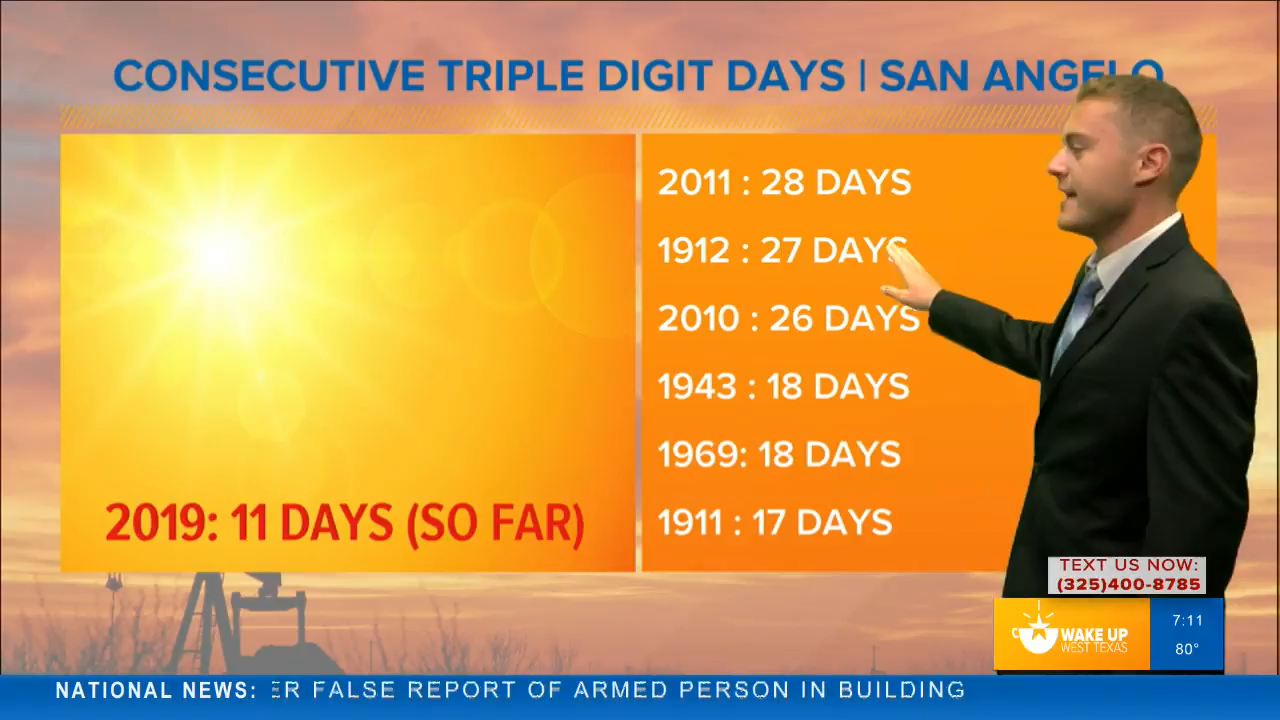 CONSECUTIVE TRIPLE DIGIT DAYS | SAN ANGELO
2011 : 28 DAYS
1912 : 27 DAYS
2010 : 26 DAYS
1943 : 18 DAYS
1969: 18 DAYS
1911 : 17 DAYS
2019: 11 DAYS (SO FAR)
TEXT US NOW:
(325)400-8785
WAKE UP
WEST TEXAS
7:11
80°
NATIONAL NEWS: ER FALSE REPORT OF ARMED PERSON IN BUILDING